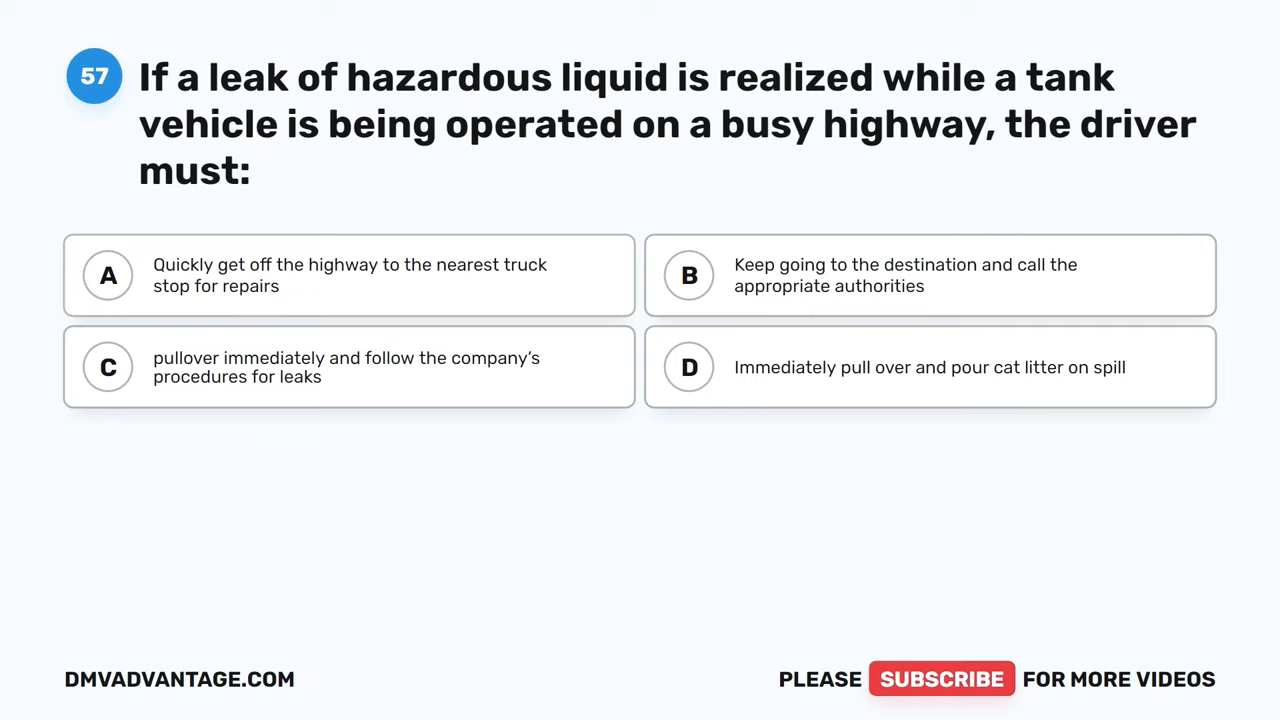 57
If a leak of hazardous liquid is realized while a tank
vehicle is being operated on a busy highway, the driver
must:
A
Quickly get off the highway to the nearest truck
stop for repairs
B
Keep going to the destination and call the
appropriate authorities
C
pullover immediately and follow the company’s
procedures for leaks
D
Immediately pull over and pour cat litter on spill
DMVADVANTAGE.COM
PLEASE SUBSCRIBE FOR MORE VIDEOS